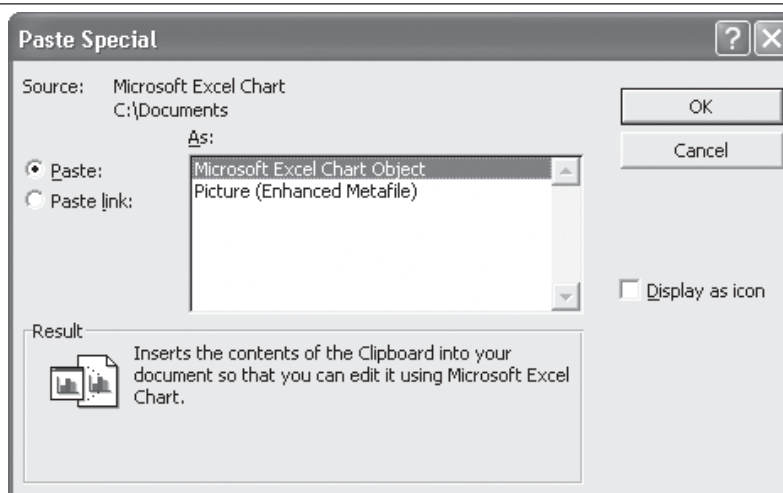 Paste Special
Source: Microsoft Excel Chart
C:\Documents
As:
Paste:
Paste link:
Microsoft Excel Chart Object
Picture (Enhanced Metafile)
OK
Cancel
Display as icon
Result
Inserts the contents of the Clipboard into your
document so that you can edit it using Microsoft Excel
Chart.